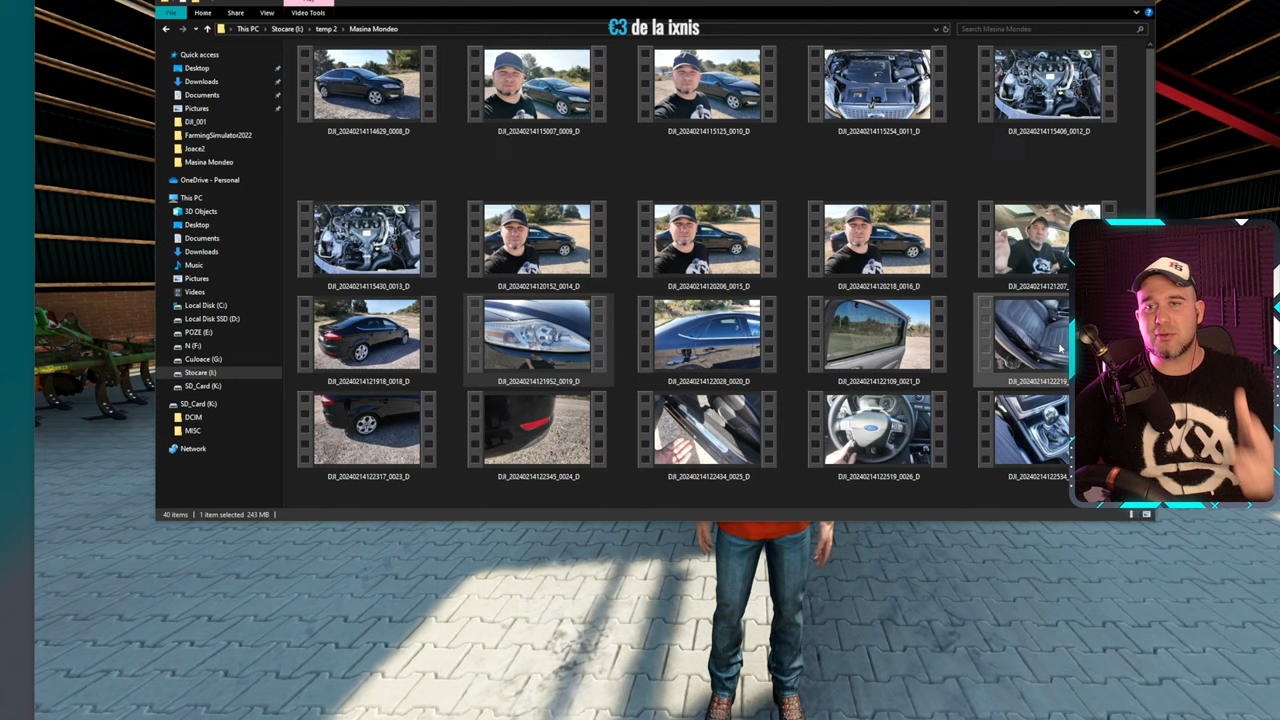 File
Home
Share
View
Video Tools
This PC
Stocare (I:)
temp 2
Masina Mondeo
€3 de la ixnis
Search Masina Mondeo
Quick access
Desktop
Downloads
Documents
Pictures
DJI_001
FarmingSimulator2022
Joace2
Masina Mondeo
OneDrive - Personal
This PC
3D Objects
Desktop
Documents
Downloads
Music
Pictures
Videos
Local Disk (C:)
Local Disk SSD (D:)
POZE (E:)
N (F:)
CuJoace (G:)
Stocare (I:)
SD_Card (K:)
SD_Card (K:)
DCIM
MISC
Network
DJI_20240214114629_0008_D
DJI_20240214115007_0009_D
DJI_20240214115125_0010_D
DJI_20240214115254_0011_D
DJI_20240214115406_0012_D
DJI_20240214115430_0013_D
DJI_20240214120152_0014_D
DJI_20240214120206_0015_D
DJI_20240214120218_0016_D
DJI_20240214121207_
DJI_20240214121918_0018_D
DJI_20240214121952_0019_D
DJI_20240214122028_0020_D
DJI_20240214122109_0021_D
DJI_20240214122219_
DJI_20240214122317_0023_D
DJI_20240214122345_0024_D
DJI_20240214122434_0025_D
DJI_20240214122519_0026_D
DJI_20240214122534_
40 items
1 item selected 243 MB